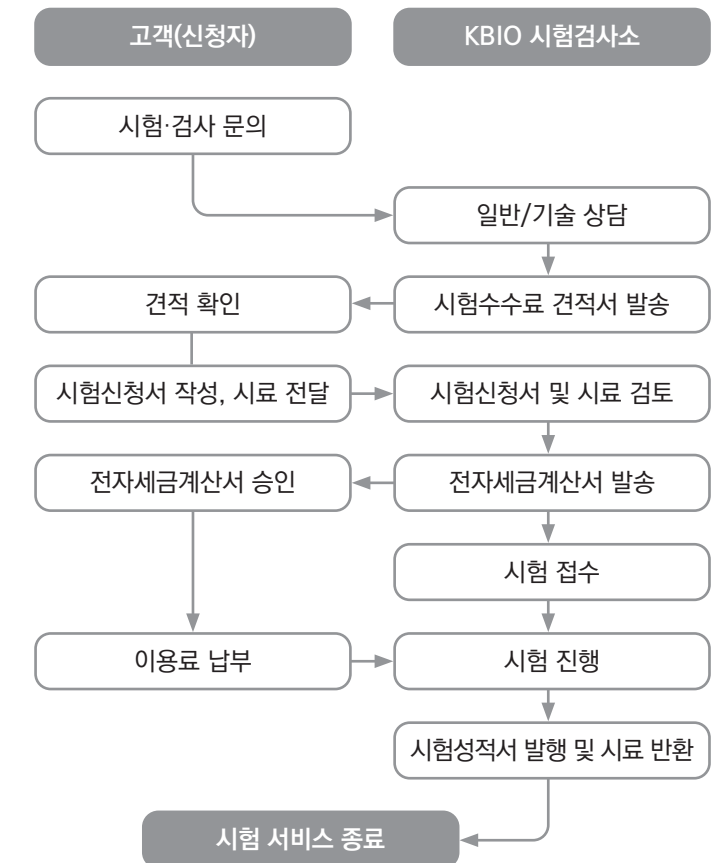 고객(신청자)
KBIO 시험검사소
시험·검사 문의
일반/기술 상담
견적 확인
시험수수료 견적서 발송
시험신청서 작성, 시료 전달
시험신청서 및 시료 검토
전자세금계산서 승인
전자세금계산서 발송
시험 접수
이용료 납부
시험 진행
시험성적서 발행 및 시료 반환
시험 서비스 종료